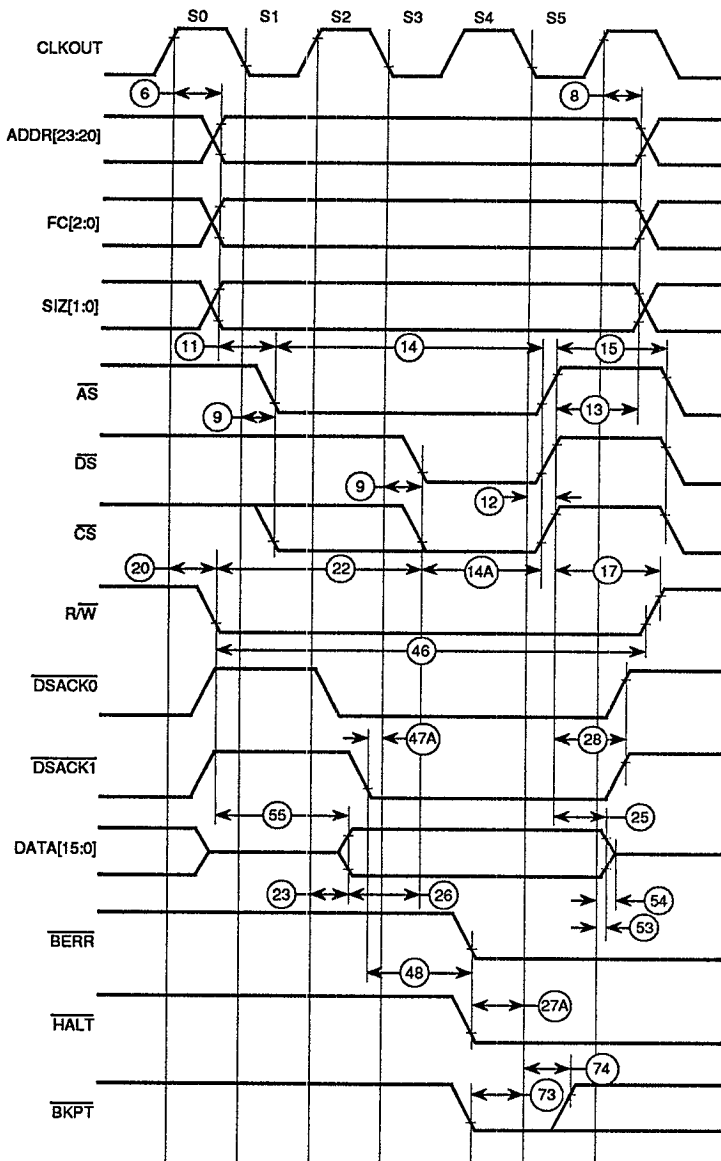 S0 S1 S2 S3 S4 S5
CLKOUT
6 8
ADDR[23:20]
FC[2:0]
SIZ[1:0]
11 14 15
AS
9 13
DS
9 12
CS
20 22 14A 17
R/W
46
DSACK0
47A 28
DSACK1
55 25
DATA[15:0]
23 26 54
53
BERR
48
27A
HALT
74
73
BKPT